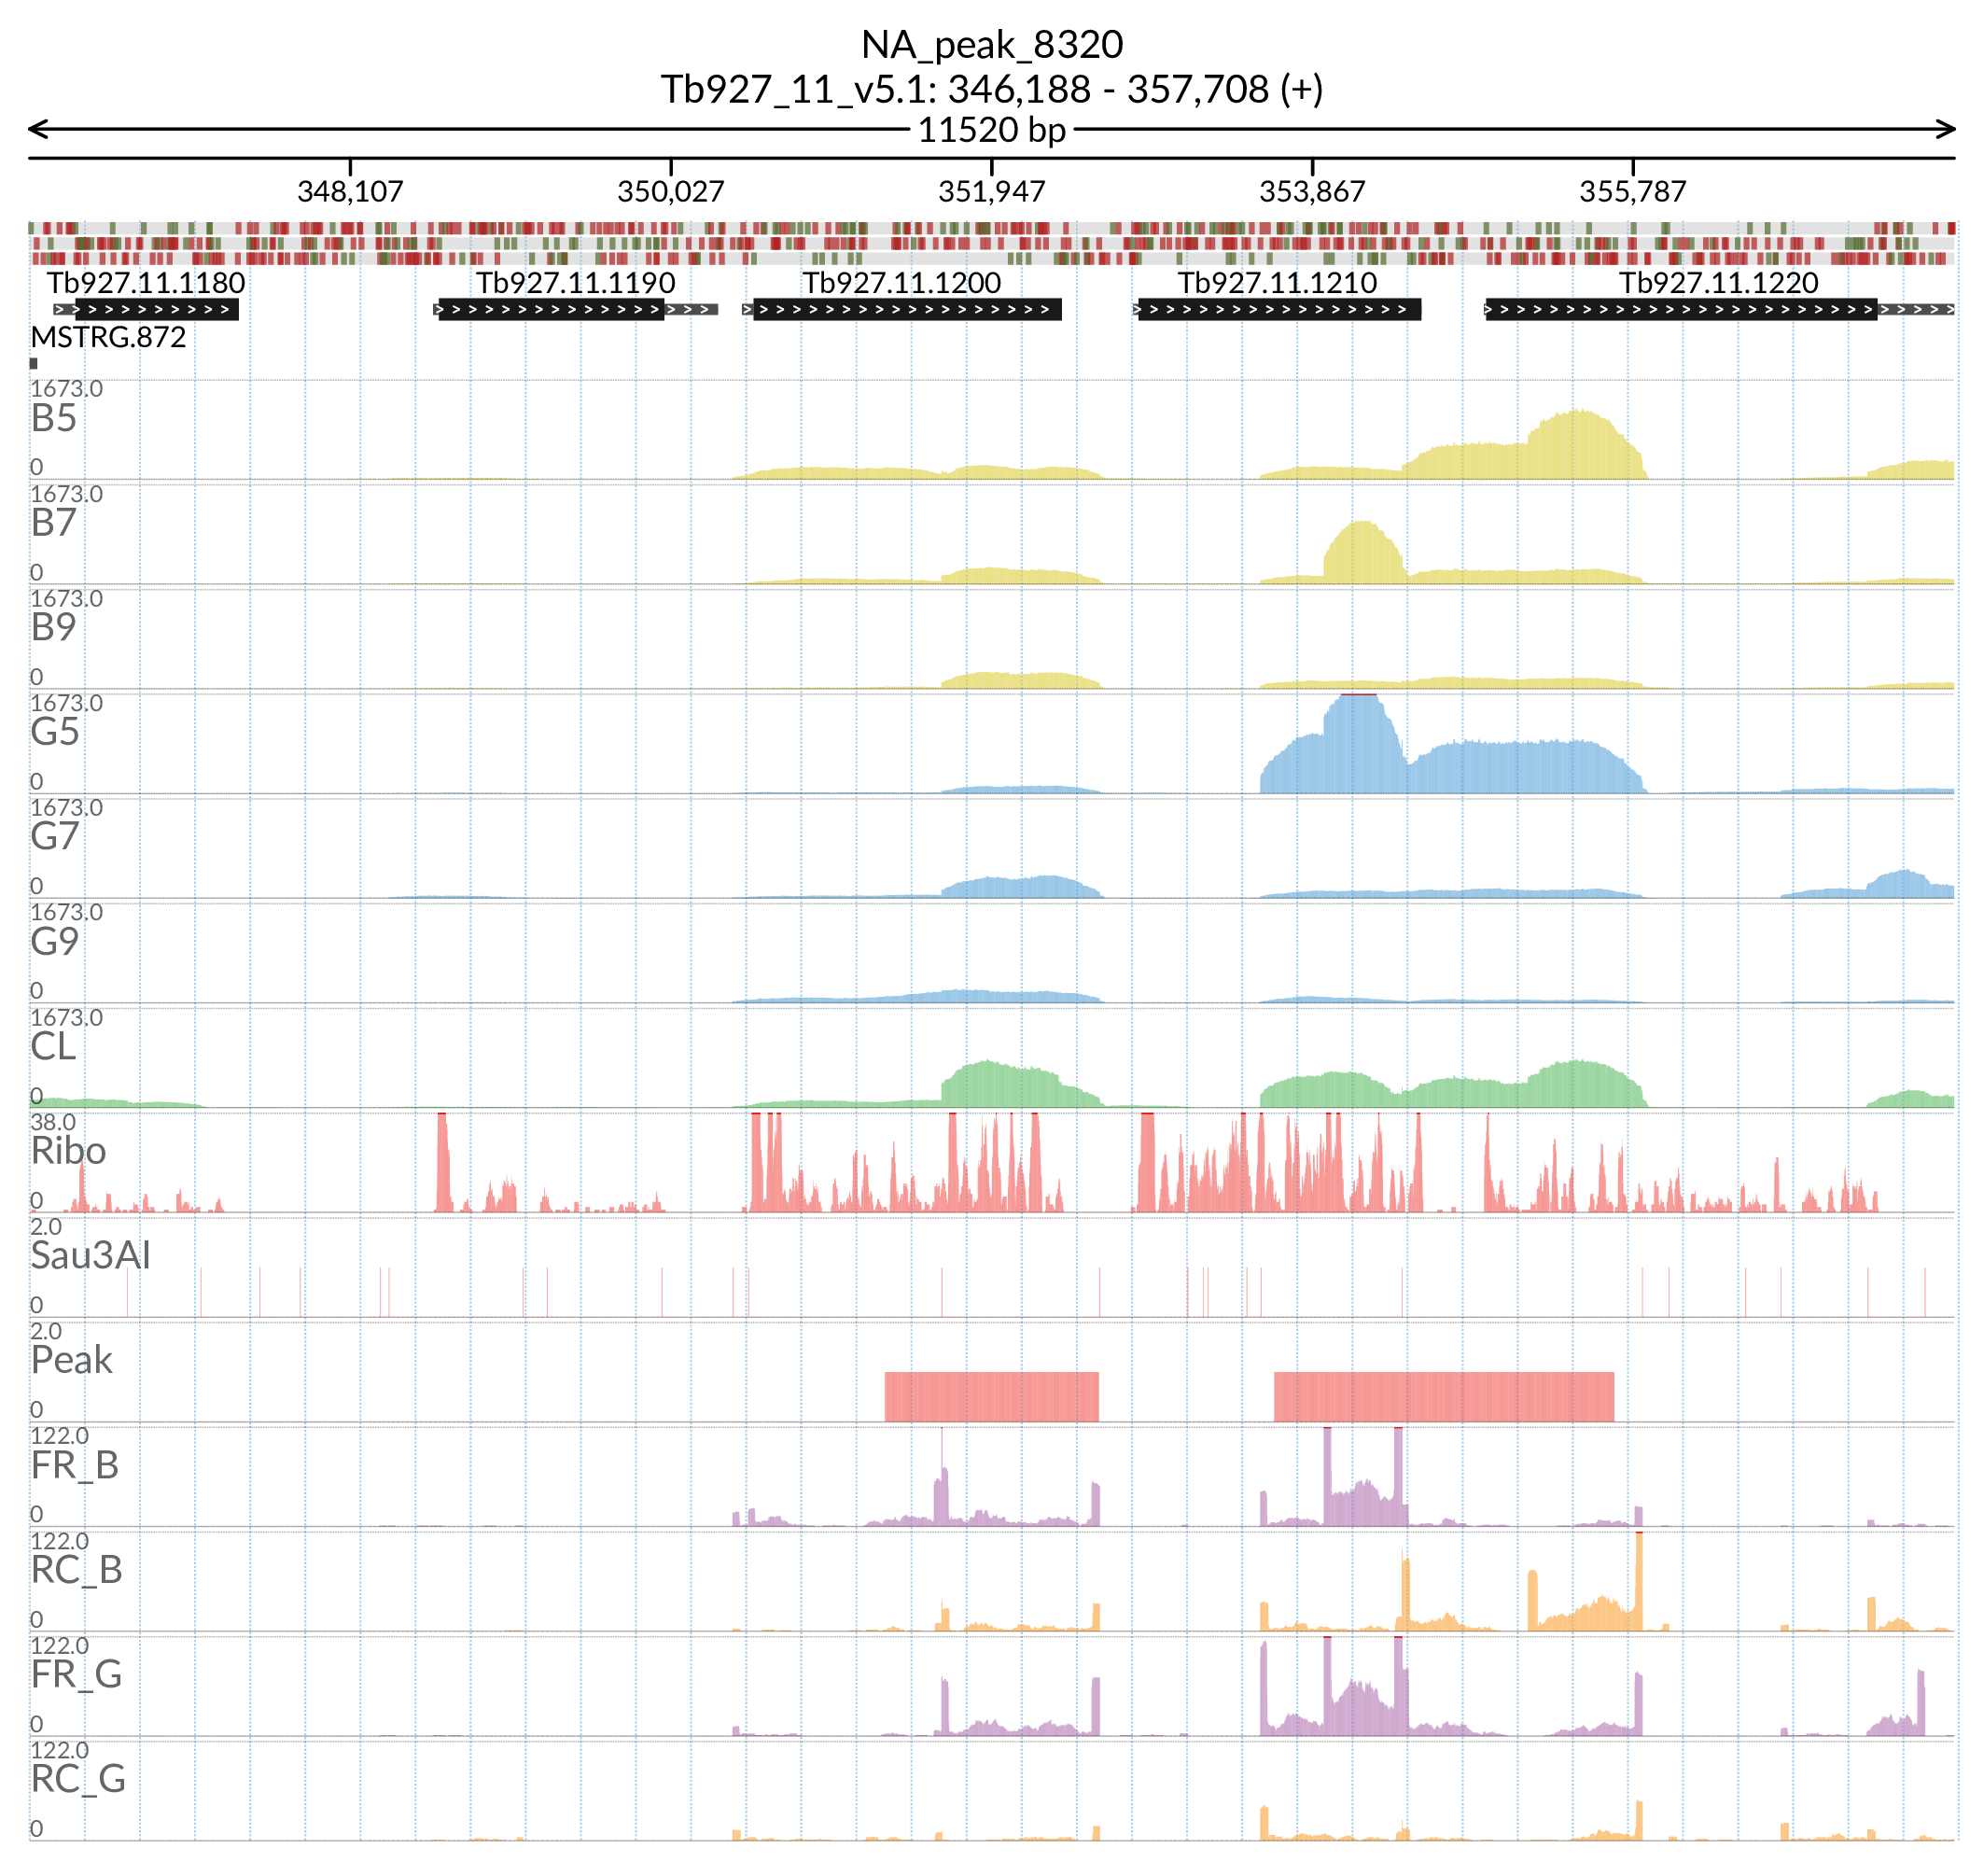 NA_peak_8320
Tb927_11_v5.1: 346,188 - 357,708 (+)
11520 bp
348,107 350,027 351,947 353,867 355,787
Tb927.11.1180 Tb927.11.1190 Tb927.11.1200 Tb927.11.1210 Tb927.11.1220
MSTRG.872
1673.0
B5
0
1673.0
B7
0
1673.0
B9
0
1673.0
G5
0
1673.0
G7
0
1673.0
G9
0
1673.0
CL
0
38.0
Ribo
0
2.0
Sau3AI
0
2.0
Peak
0
122.0
FR_B
0
122.0
RC_B
0
122.0
FR_G
0
122.0
RC_G
0